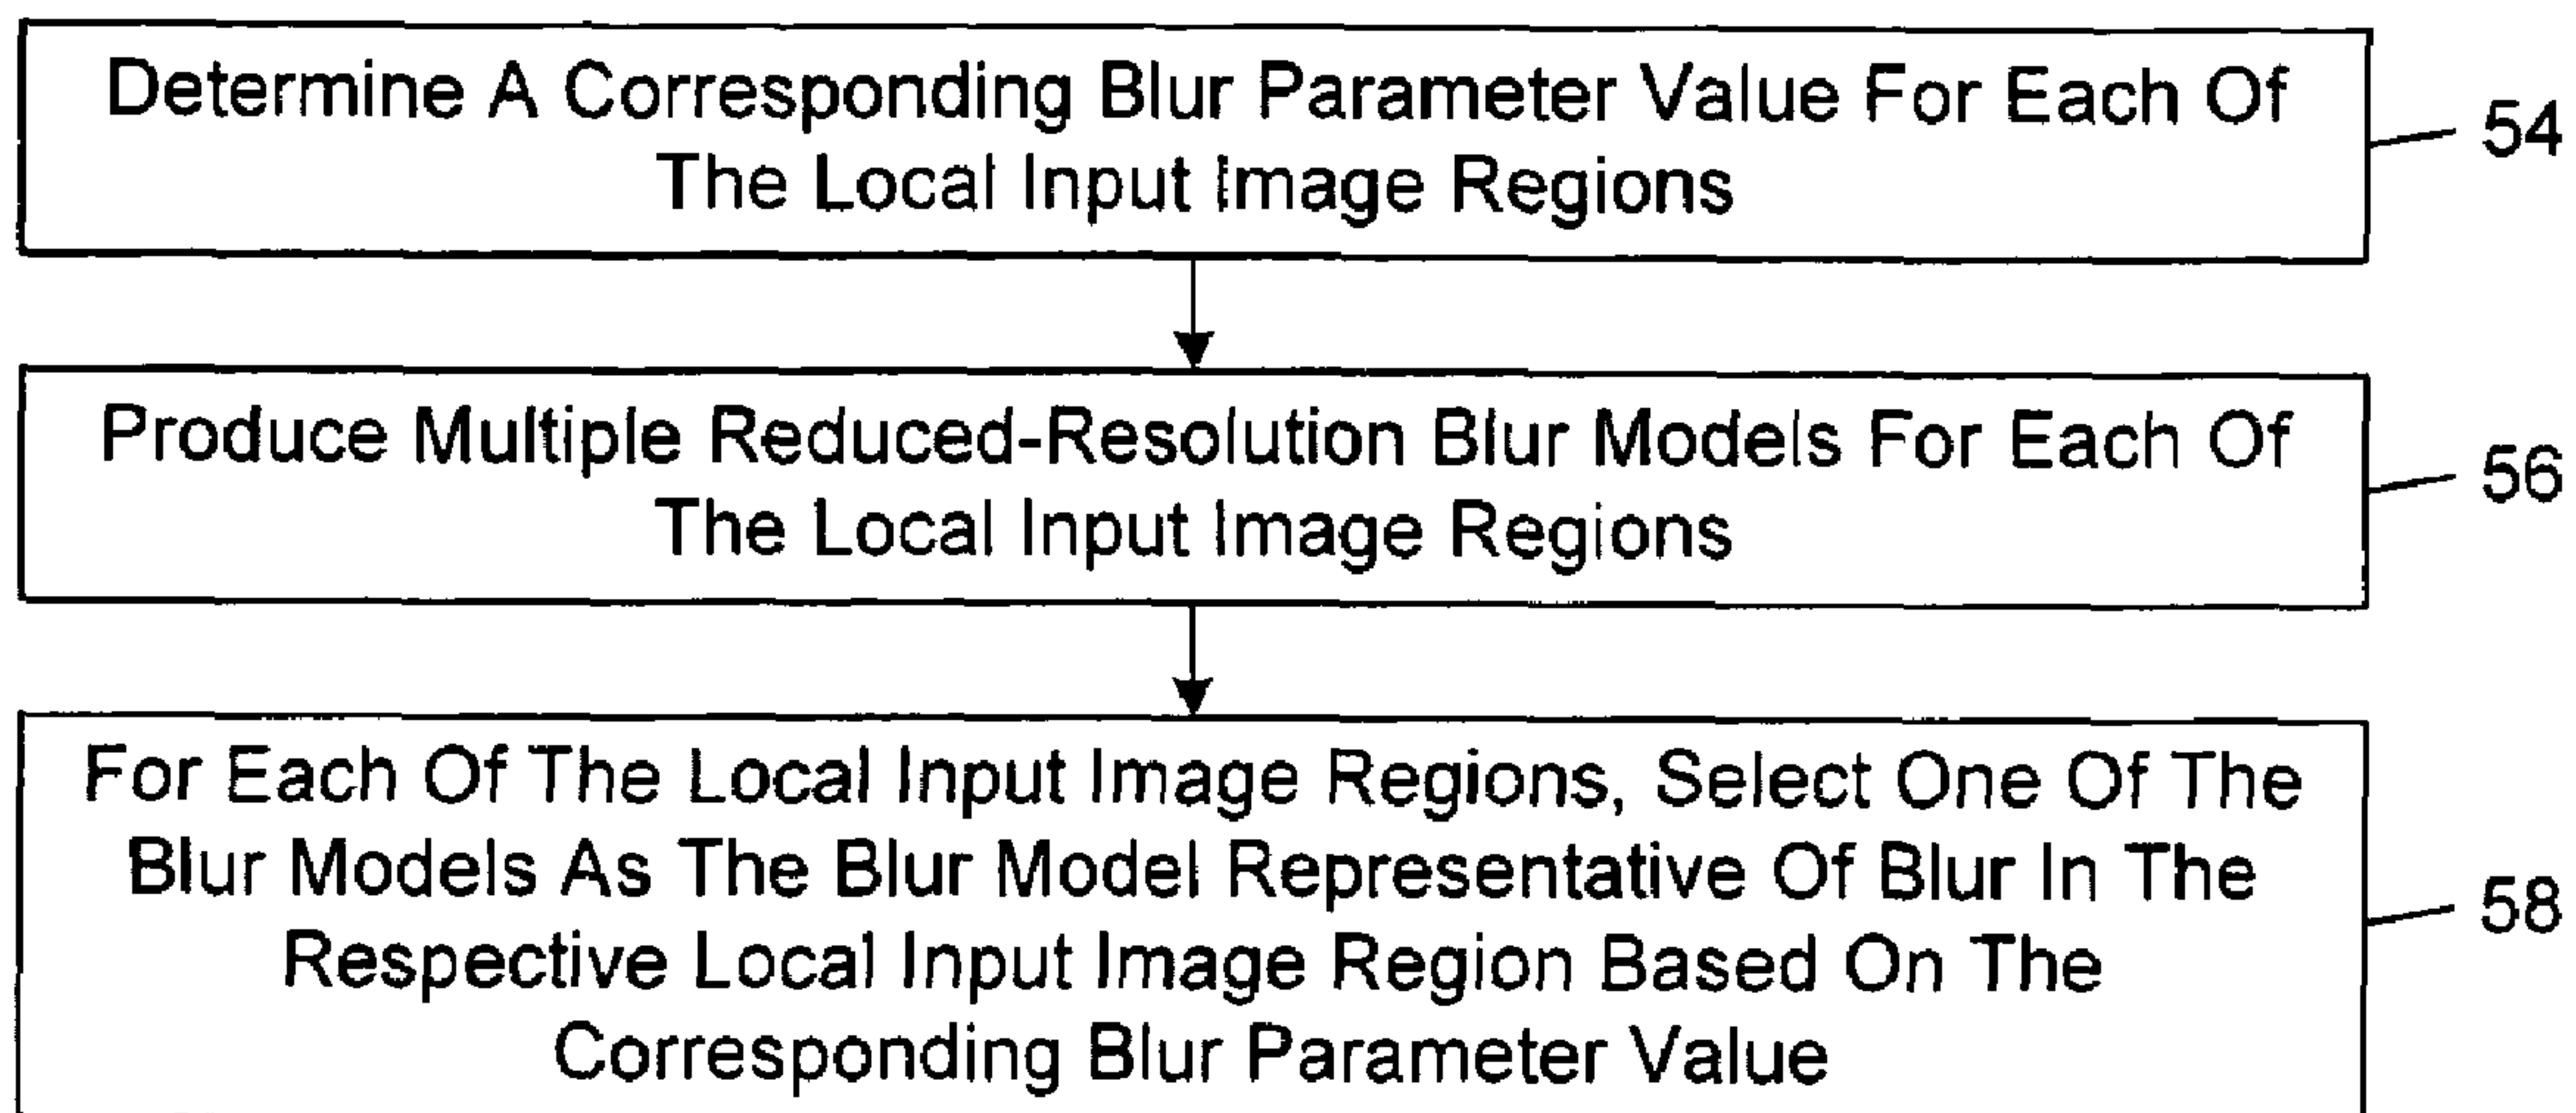 Determine A Corresponding Blur Parameter Value For Each Of
The Local Input Image Regions
54
Produce Multiple Reduced-Resolution Blur Models For Each Of
The Local Input Image Regions
56
For Each Of The Local Input Image Regions, Select One Of The
Blur Models As The Blur Model Representative Of Blur In The
Respective Local Input Image Region Based On The
Corresponding Blur Parameter Value
58